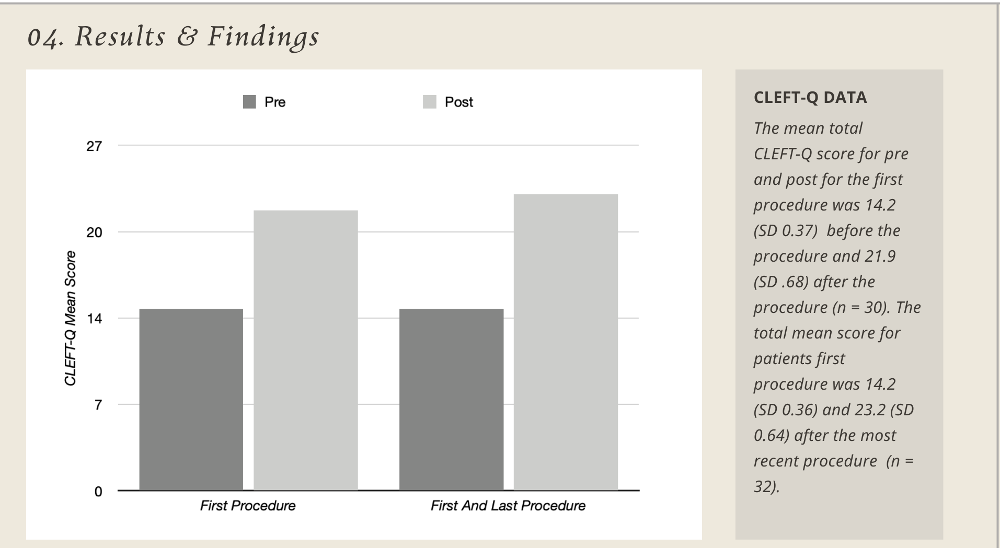 04. Results & Findings
Pre
Post
27
20
14
7
0
CLEFT-Q Mean Score
First Procedure
First And Last Procedure
CLEFT-Q DATA
The mean total
CLEFT-Q score for pre
and post for the first
procedure was 14.2
(SD 0.37)  before the
procedure and 21.9
(SD .68) after the
procedure (n = 30). The
total mean score for
patients first
procedure was 14.2
(SD 0.36) and 23.2 (SD
0.64) after the most
recent procedure  (n =
32).